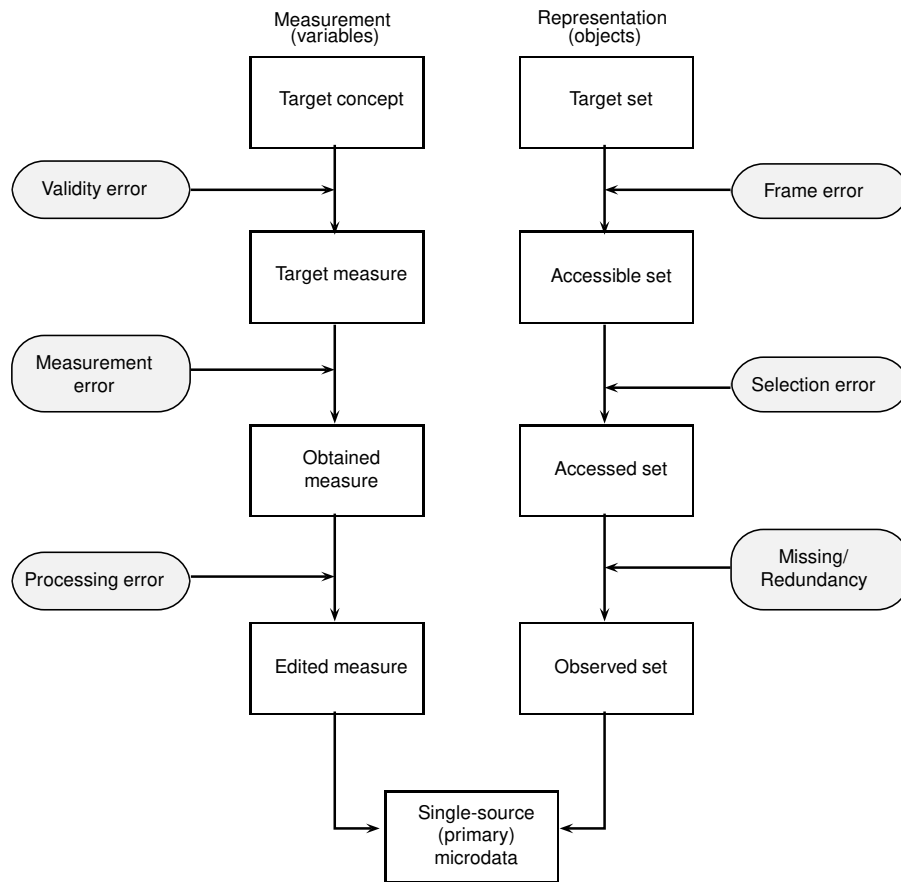 Measurement
(variables)
Representation
(objects)
Target concept
Target set
Validity error
Frame error
Target measure
Accessible set
Measurement
error
Selection error
Obtained
measure
Accessed set
Processing error
Missing/
Redundancy
Edited measure
Observed set
Single-source
(primary)
microdata